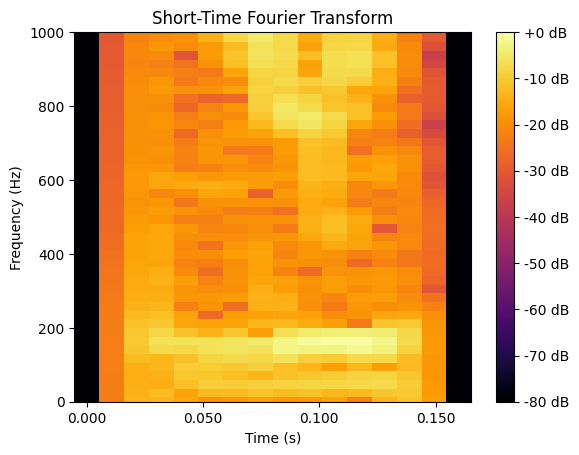 Short-Time Fourier Transform
Frequency (Hz)
1000
800
600
400
200
0
0.000
0.050
0.100
0.150
Time (s)
+0 dB
-10 dB
-20 dB
-30 dB
-40 dB
-50 dB
-60 dB
-70 dB
-80 dB